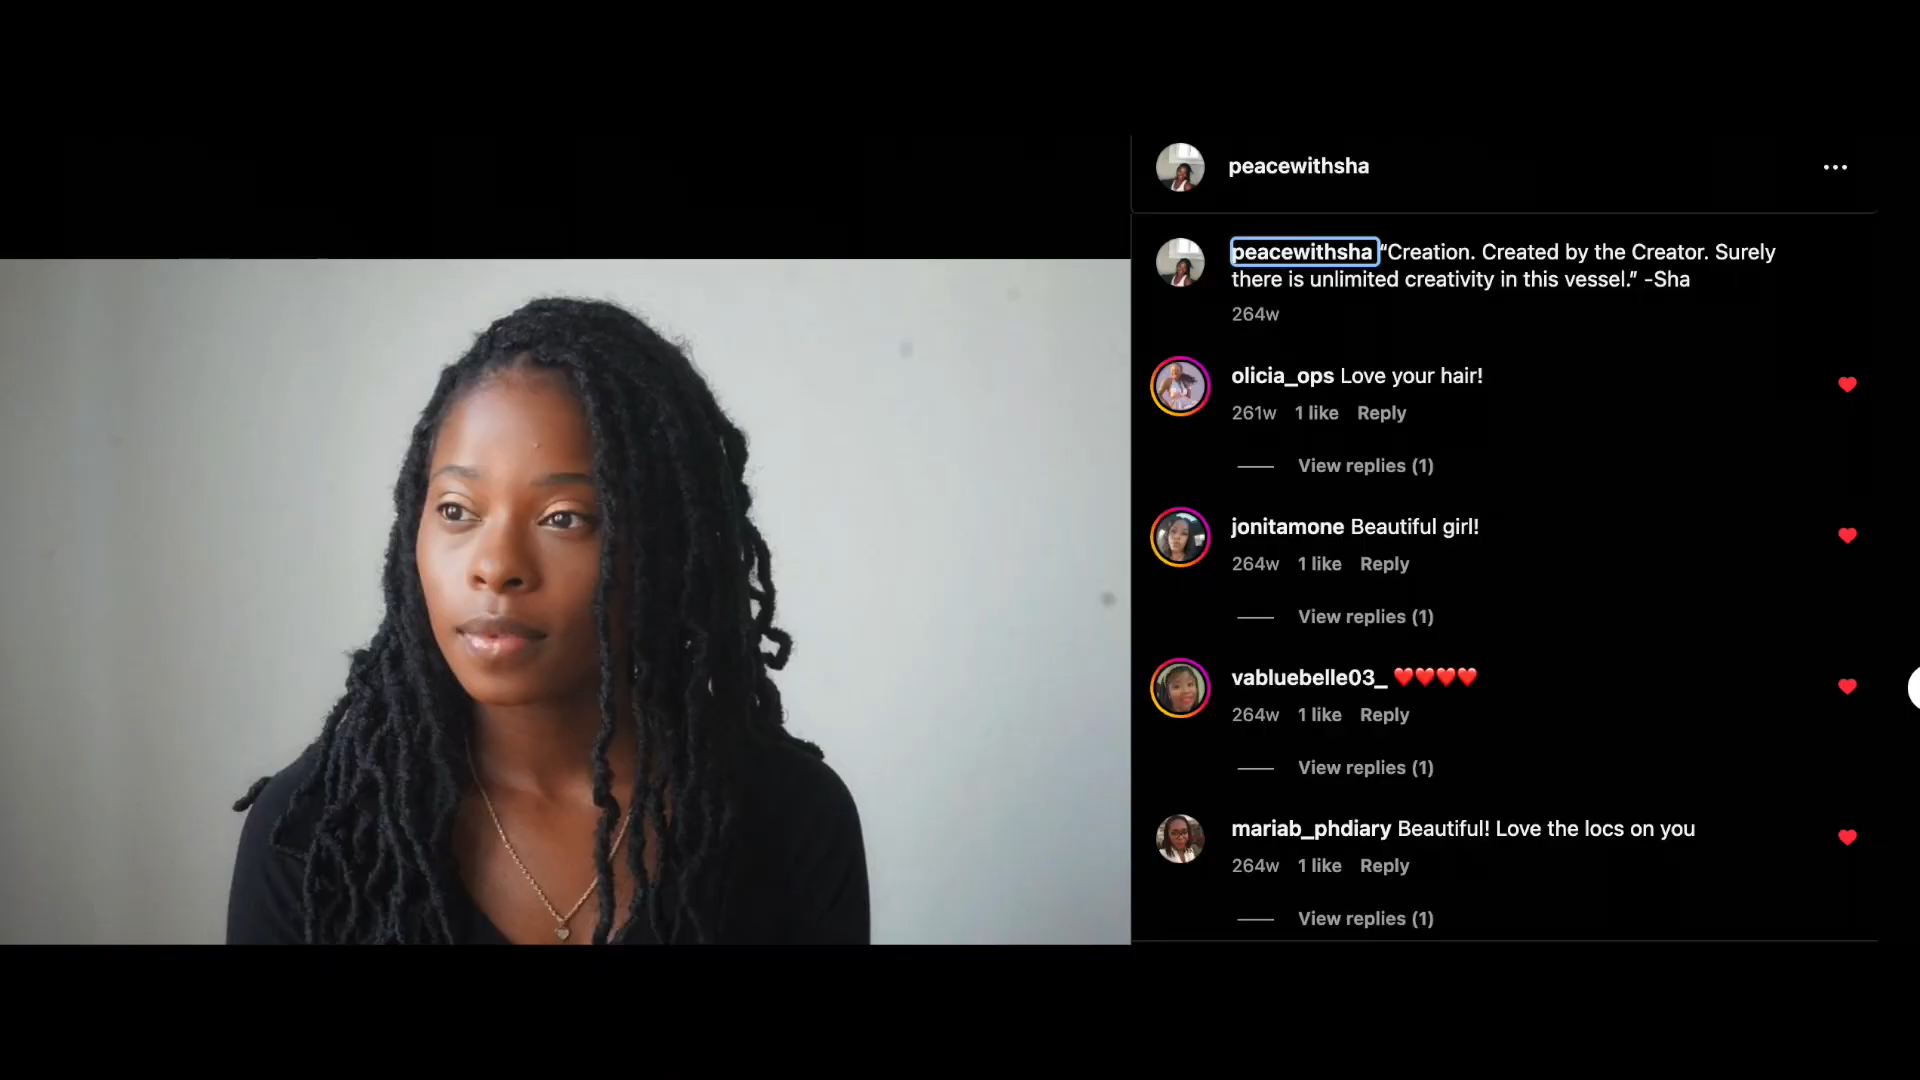 peacewithsha
peacewithsha “Creation. Created by the Creator. Surely
there is unlimited creativity in this vessel.” -Sha
264w
olicia_ops Love your hair!
261w 1 like Reply
View replies (1)
jonitamone Beautiful girl!
264w 1 like Reply
View replies (1)
vabluebelle03_ ❤️❤️❤️❤️
264w 1 like Reply
View replies (1)
mariab_phdiary Beautiful! Love the locs on you
264w 1 like Reply
View replies (1)